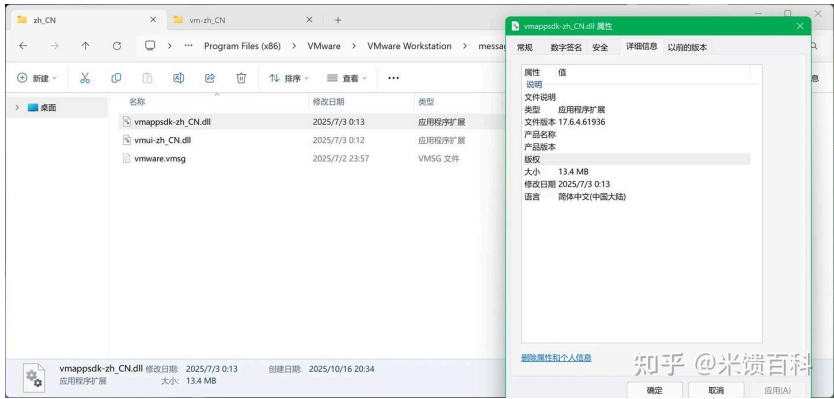 zh_CN
vm-zh_CN
Program Files (x86) > VMware > VMware Workstation >
新建
排序
查看
桌面
名称 修改日期 类型
vmappsdk-zh_CN.dll 2025/7/3 0:13 应用程序扩展
vmui-zh_CN.dll 2025/7/3 0:12 应用程序扩展
vmware.vmsg 2025/7/2 23:57 VMSG 文件
vmappsdk-zh_CN.dll 修改日期: 2025/7/3 0:13 创建日期: 2025/10/16 20:34
应用程序扩展 大小: 13.4 MB
vmappsdk-zh_CN.dll 属性
常规 数字签名 安全 详细信息 以前的版本
属性 值
说明
文件说明
类型 应用程序扩展
文件版本 17.6.4.61936
产品名称
产品版本
版权
大小 13.4 MB
修改日期 2025/7/3 0:13
语言 简体中文(中国大陆)
删除属性和个人信息
确定 取消 应用(A)
知乎 @米馈百科